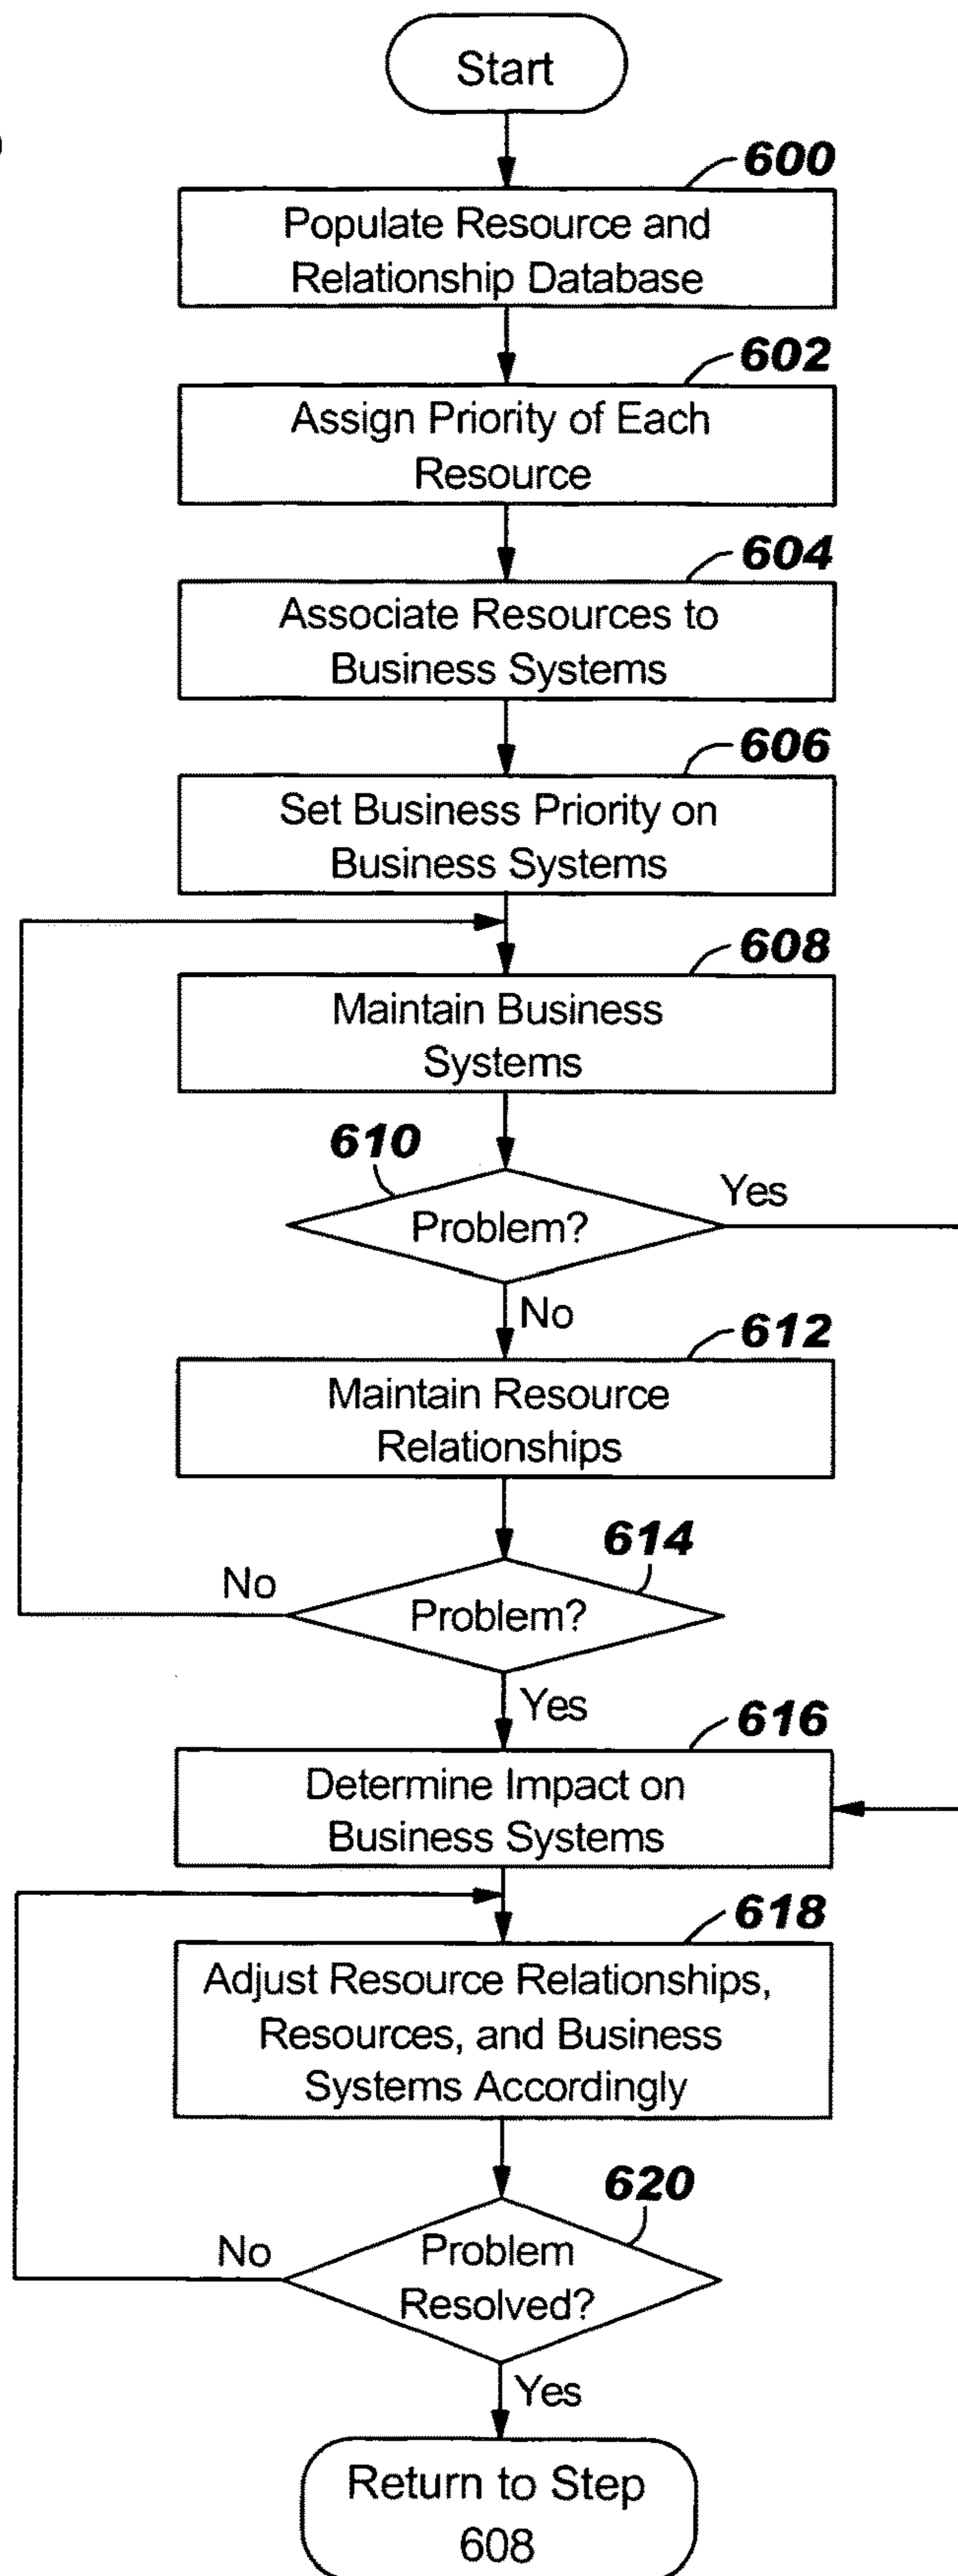 Start
600
Populate Resource and
Relationship Database
602
Assign Priority of Each
Resource
604
Associate Resources to
Business Systems
606
Set Business Priority on
Business Systems
608
Maintain Business
Systems
610
Problem?
Yes
No
612
Maintain Resource
Relationships
614
Problem?
No
Yes
616
Determine Impact on
Business Systems
618
Adjust Resource Relationships,
Resources, and Business
Systems Accordingly
620
Problem
Resolved?
No
Yes
Return to Step
608